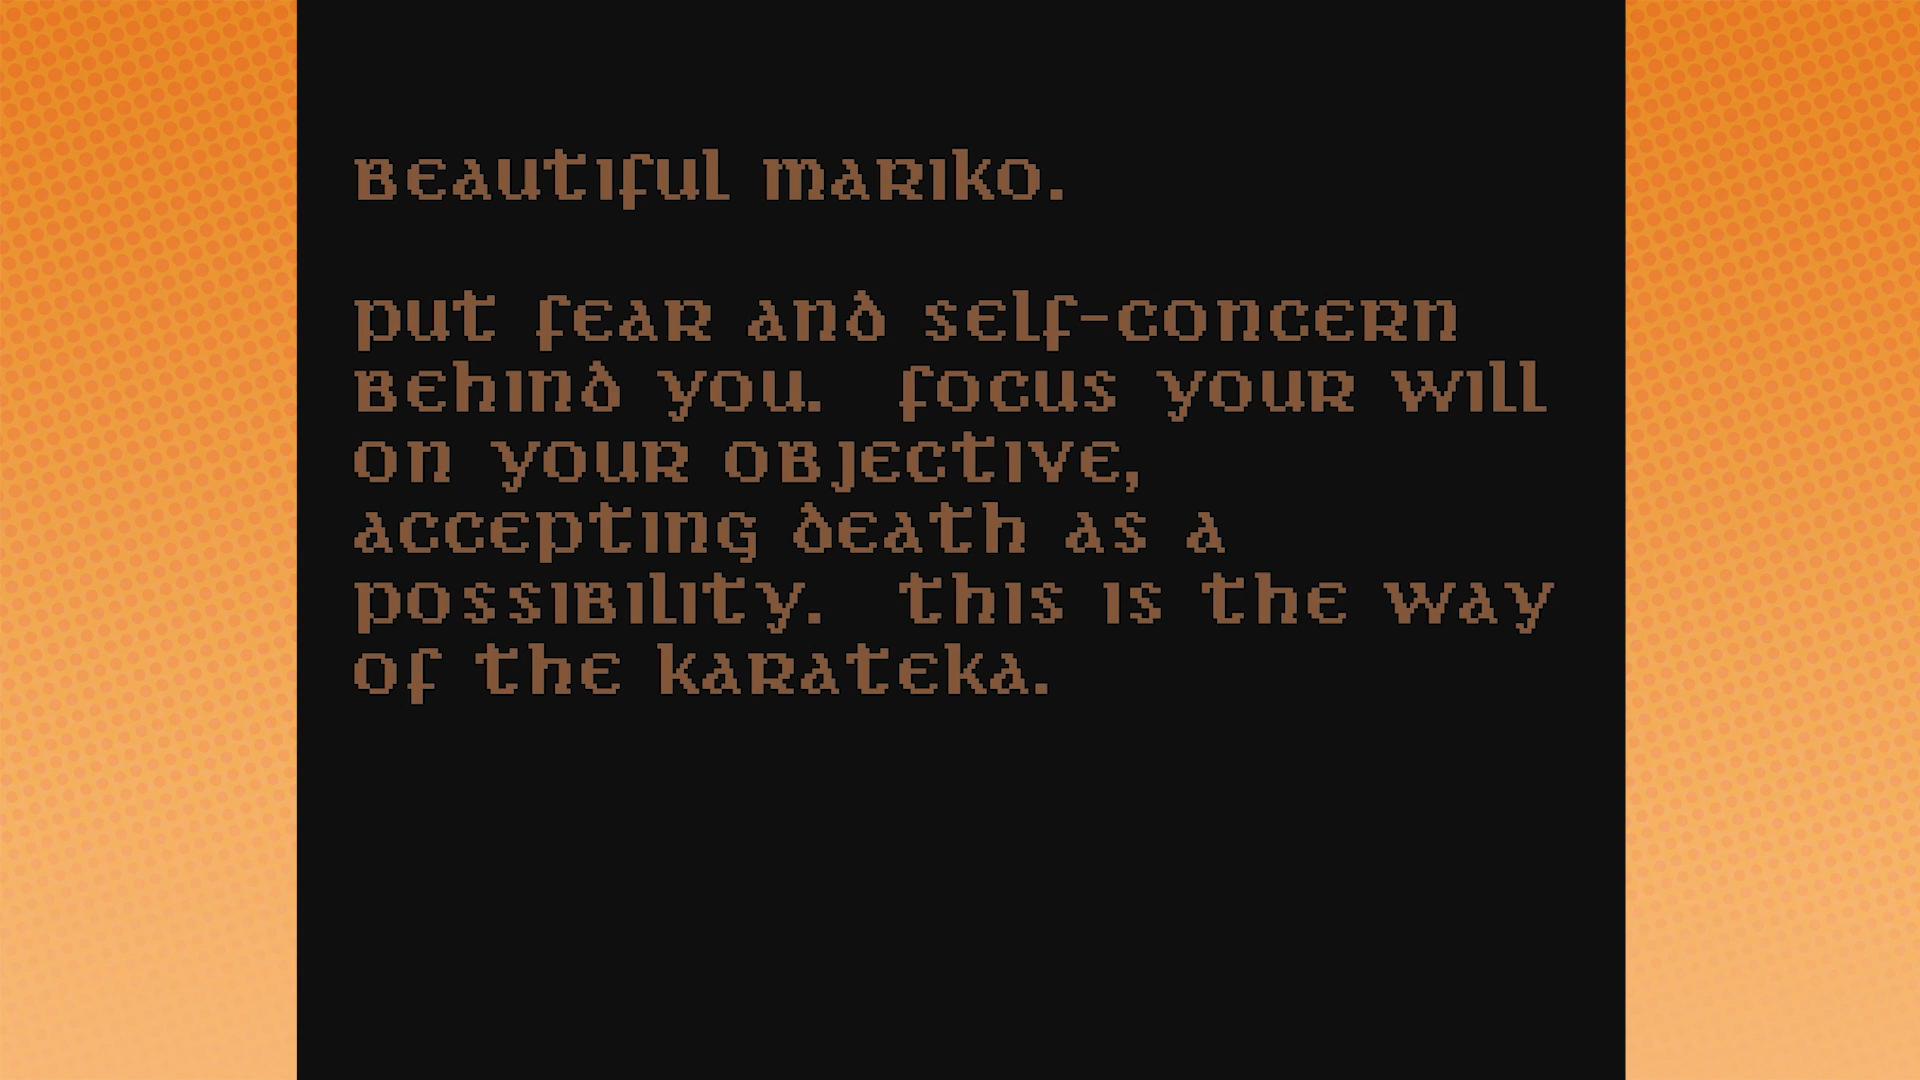 Beautiful Mariko.
Put fear and self-concern
behind you.  Focus your will
on your objective,
accepting death as a
possibility.  This is the way
of the karateka.